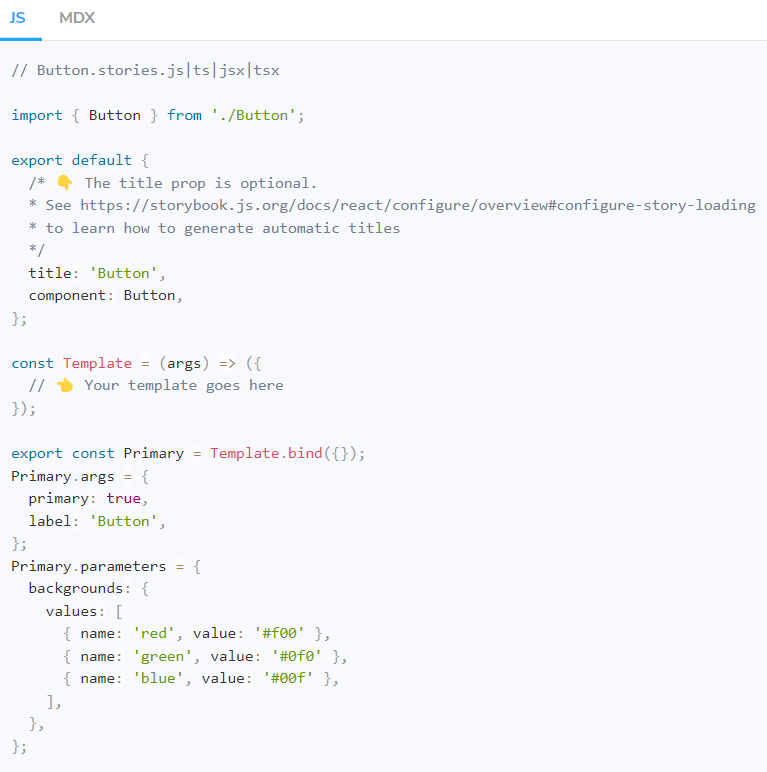 JS MDX
// Button.stories.js|ts|jsx|tsx
import { Button } from './Button';
export default {
  /* 👇 The title prop is optional.
  * See https://storybook.js.org/docs/react/configure/overview#configure-story-loading
  * to learn how to generate automatic titles
  */
  title: 'Button',
  component: Button,
};
const Template = (args) => ({
  // 👈 Your template goes here
});
export const Primary = Template.bind({});
Primary.args = {
  primary: true,
  label: 'Button',
};
Primary.parameters = {
  backgrounds: {
    values: [
      { name: 'red', value: '#f00' },
      { name: 'green', value: '#0f0' },
      { name: 'blue', value: '#00f' },
    ],
  },
};